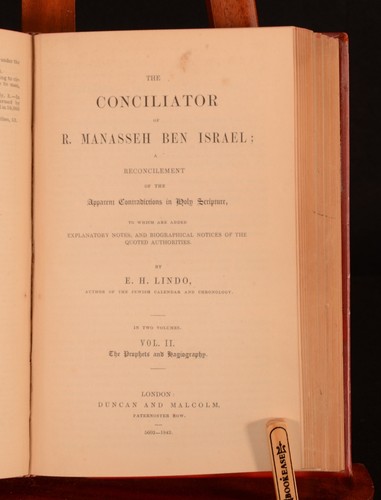 THE
CONCILIATOR
OF
R. MANASSEH BEN ISRAEL;
A
RECONCILEMENT
OF THE
Apparent Contradictions in Holy Scripture,
TO WHICH ARE ADDED
EXPLANATORY NOTES, AND BIOGRAPHICAL NOTICES OF THE
QUOTED AUTHORITIES.
BY
E. H. LINDO,
AUTHOR OF THE JEWISH CALENDAR AND CHRONOLOGY.
IN TWO VOLUMES.
VOL. II.
The Prophets and Hagiography.
LONDON:
DUNCAN AND MALCOLM,
PATERNOSTER ROW.
5602—1842.
BOOKEASE